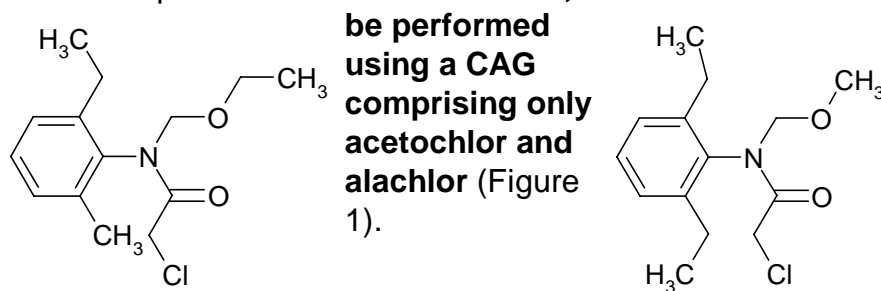 H₃C
CH₃
O
N
O
CH₃
Cl
be performed
using a CAG
comprising only
acetochlor and
alachlor (Figure
1).
H₃C
CH₃
O
N
O
H₃C
Cl